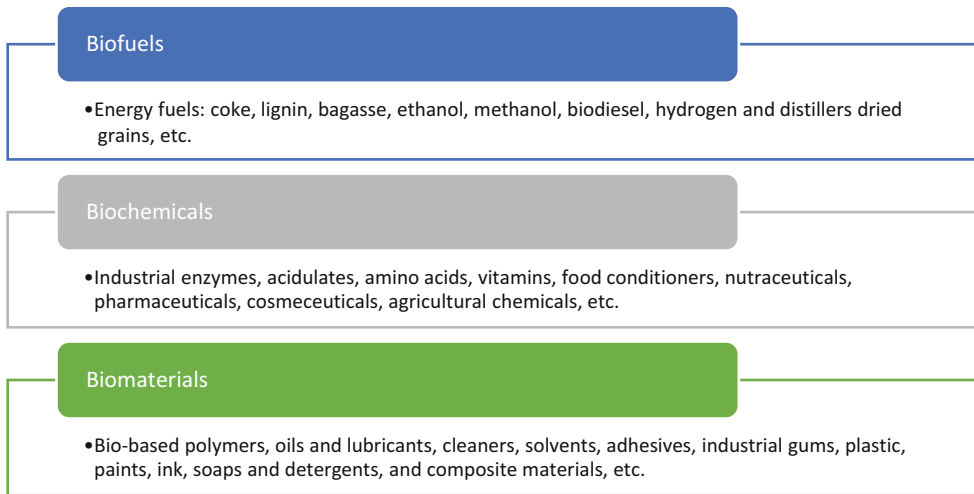 Biofuels
•Energy fuels: coke, lignin, bagasse, ethanol, methanol, biodiesel, hydrogen and distillers dried
grains, etc.
Biochemicals
•Industrial enzymes, acidulates, amino acids, vitamins, food conditioners, nutraceuticals,
pharmaceuticals, cosmeceuticals, agricultural chemicals, etc.
Biomaterials
•Bio-based polymers, oils and lubricants, cleaners, solvents, adhesives, industrial gums, plastic,
paints, ink, soaps and detergents, and composite materials, etc.